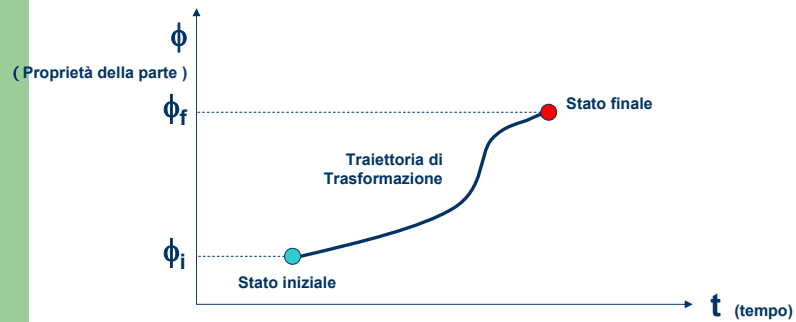 ϕ
( Proprietà della parte )
ϕf
Stato finale
Traiettoria di
Trasformazione
ϕi
Stato iniziale
t (tempo)